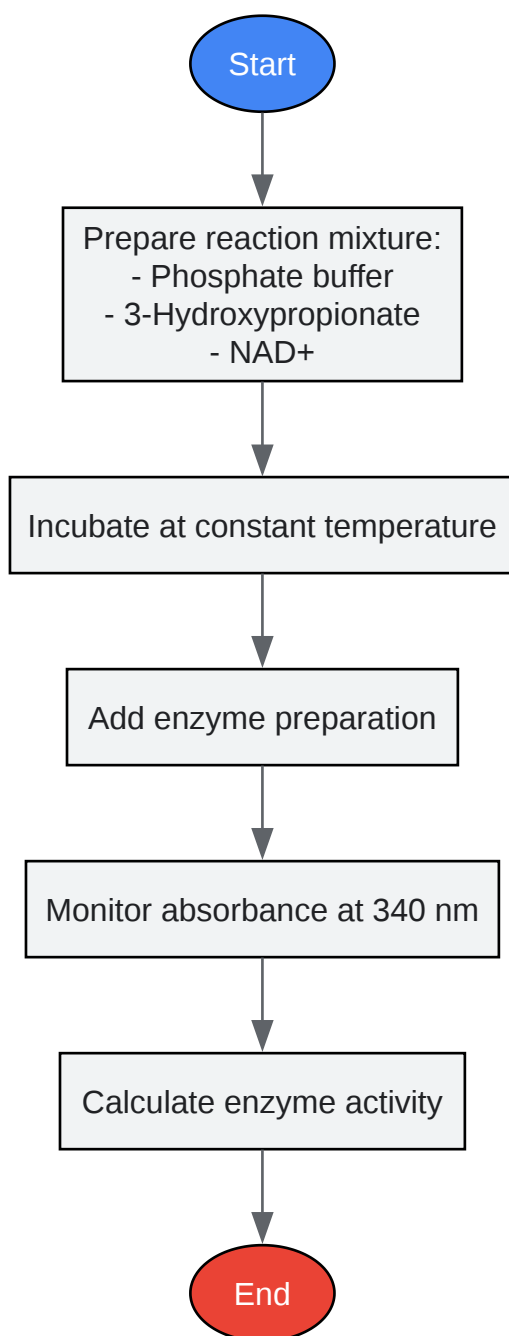 Start
Prepare reaction mixture:
- Phosphate buffer
- 3-Hydroxypropionate
- NAD+
Incubate at constant temperature
Add enzyme preparation
Monitor absorbance at 340 nm
Calculate enzyme activity
End